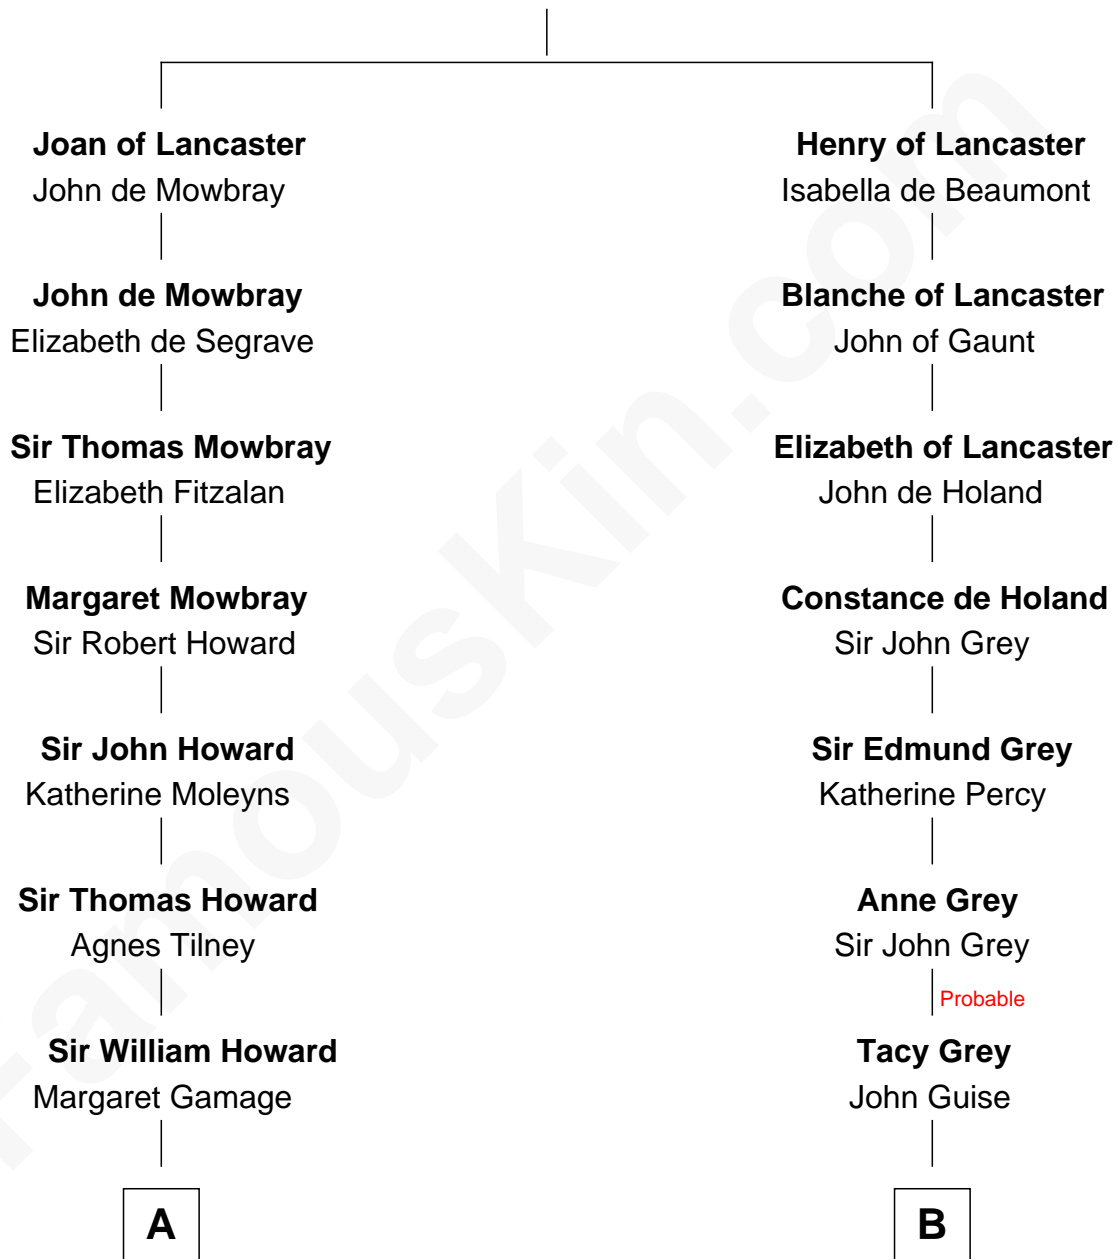 Joan of Lancaster
John de Mowbray
John de Mowbray
Elizabeth de Segrave
Sir Thomas Mowbray
Elizabeth Fitzalan
Margaret Mowbray
Sir Robert Howard
Sir John Howard
Katherine Moleyns
Sir Thomas Howard
Agnes Tilney
Sir William Howard
Margaret Gamage
A
Henry of Lancaster
Isabella de Beaumont
Blanche of Lancaster
John of Gaunt
Elizabeth of Lancaster
John de Holand
Constance de Holand
Sir John Grey
Sir Edmund Grey
Katherine Percy
Anne Grey
Sir John Grey
Probable
Tacy Grey
John Guise
B
FamousKin.com